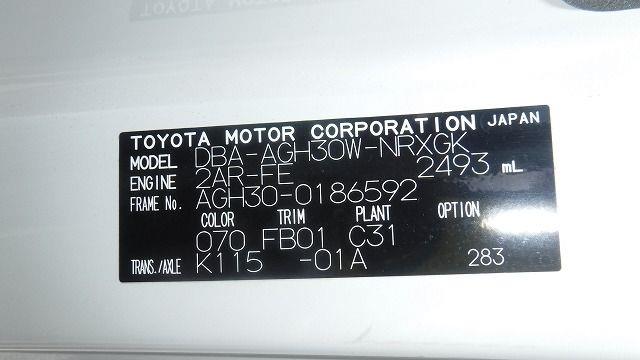 TOYOTA MOTOR CORPORATION JAPAN
MODEL DBA-AGH30W-NRXGK
ENGINE 2AR-FE 2493 mL
FRAME No. AGH30-0186592
COLOR TRIM PLANT OPTION
070 FB01 C31
TRANS./AXLE K115 -01A 283